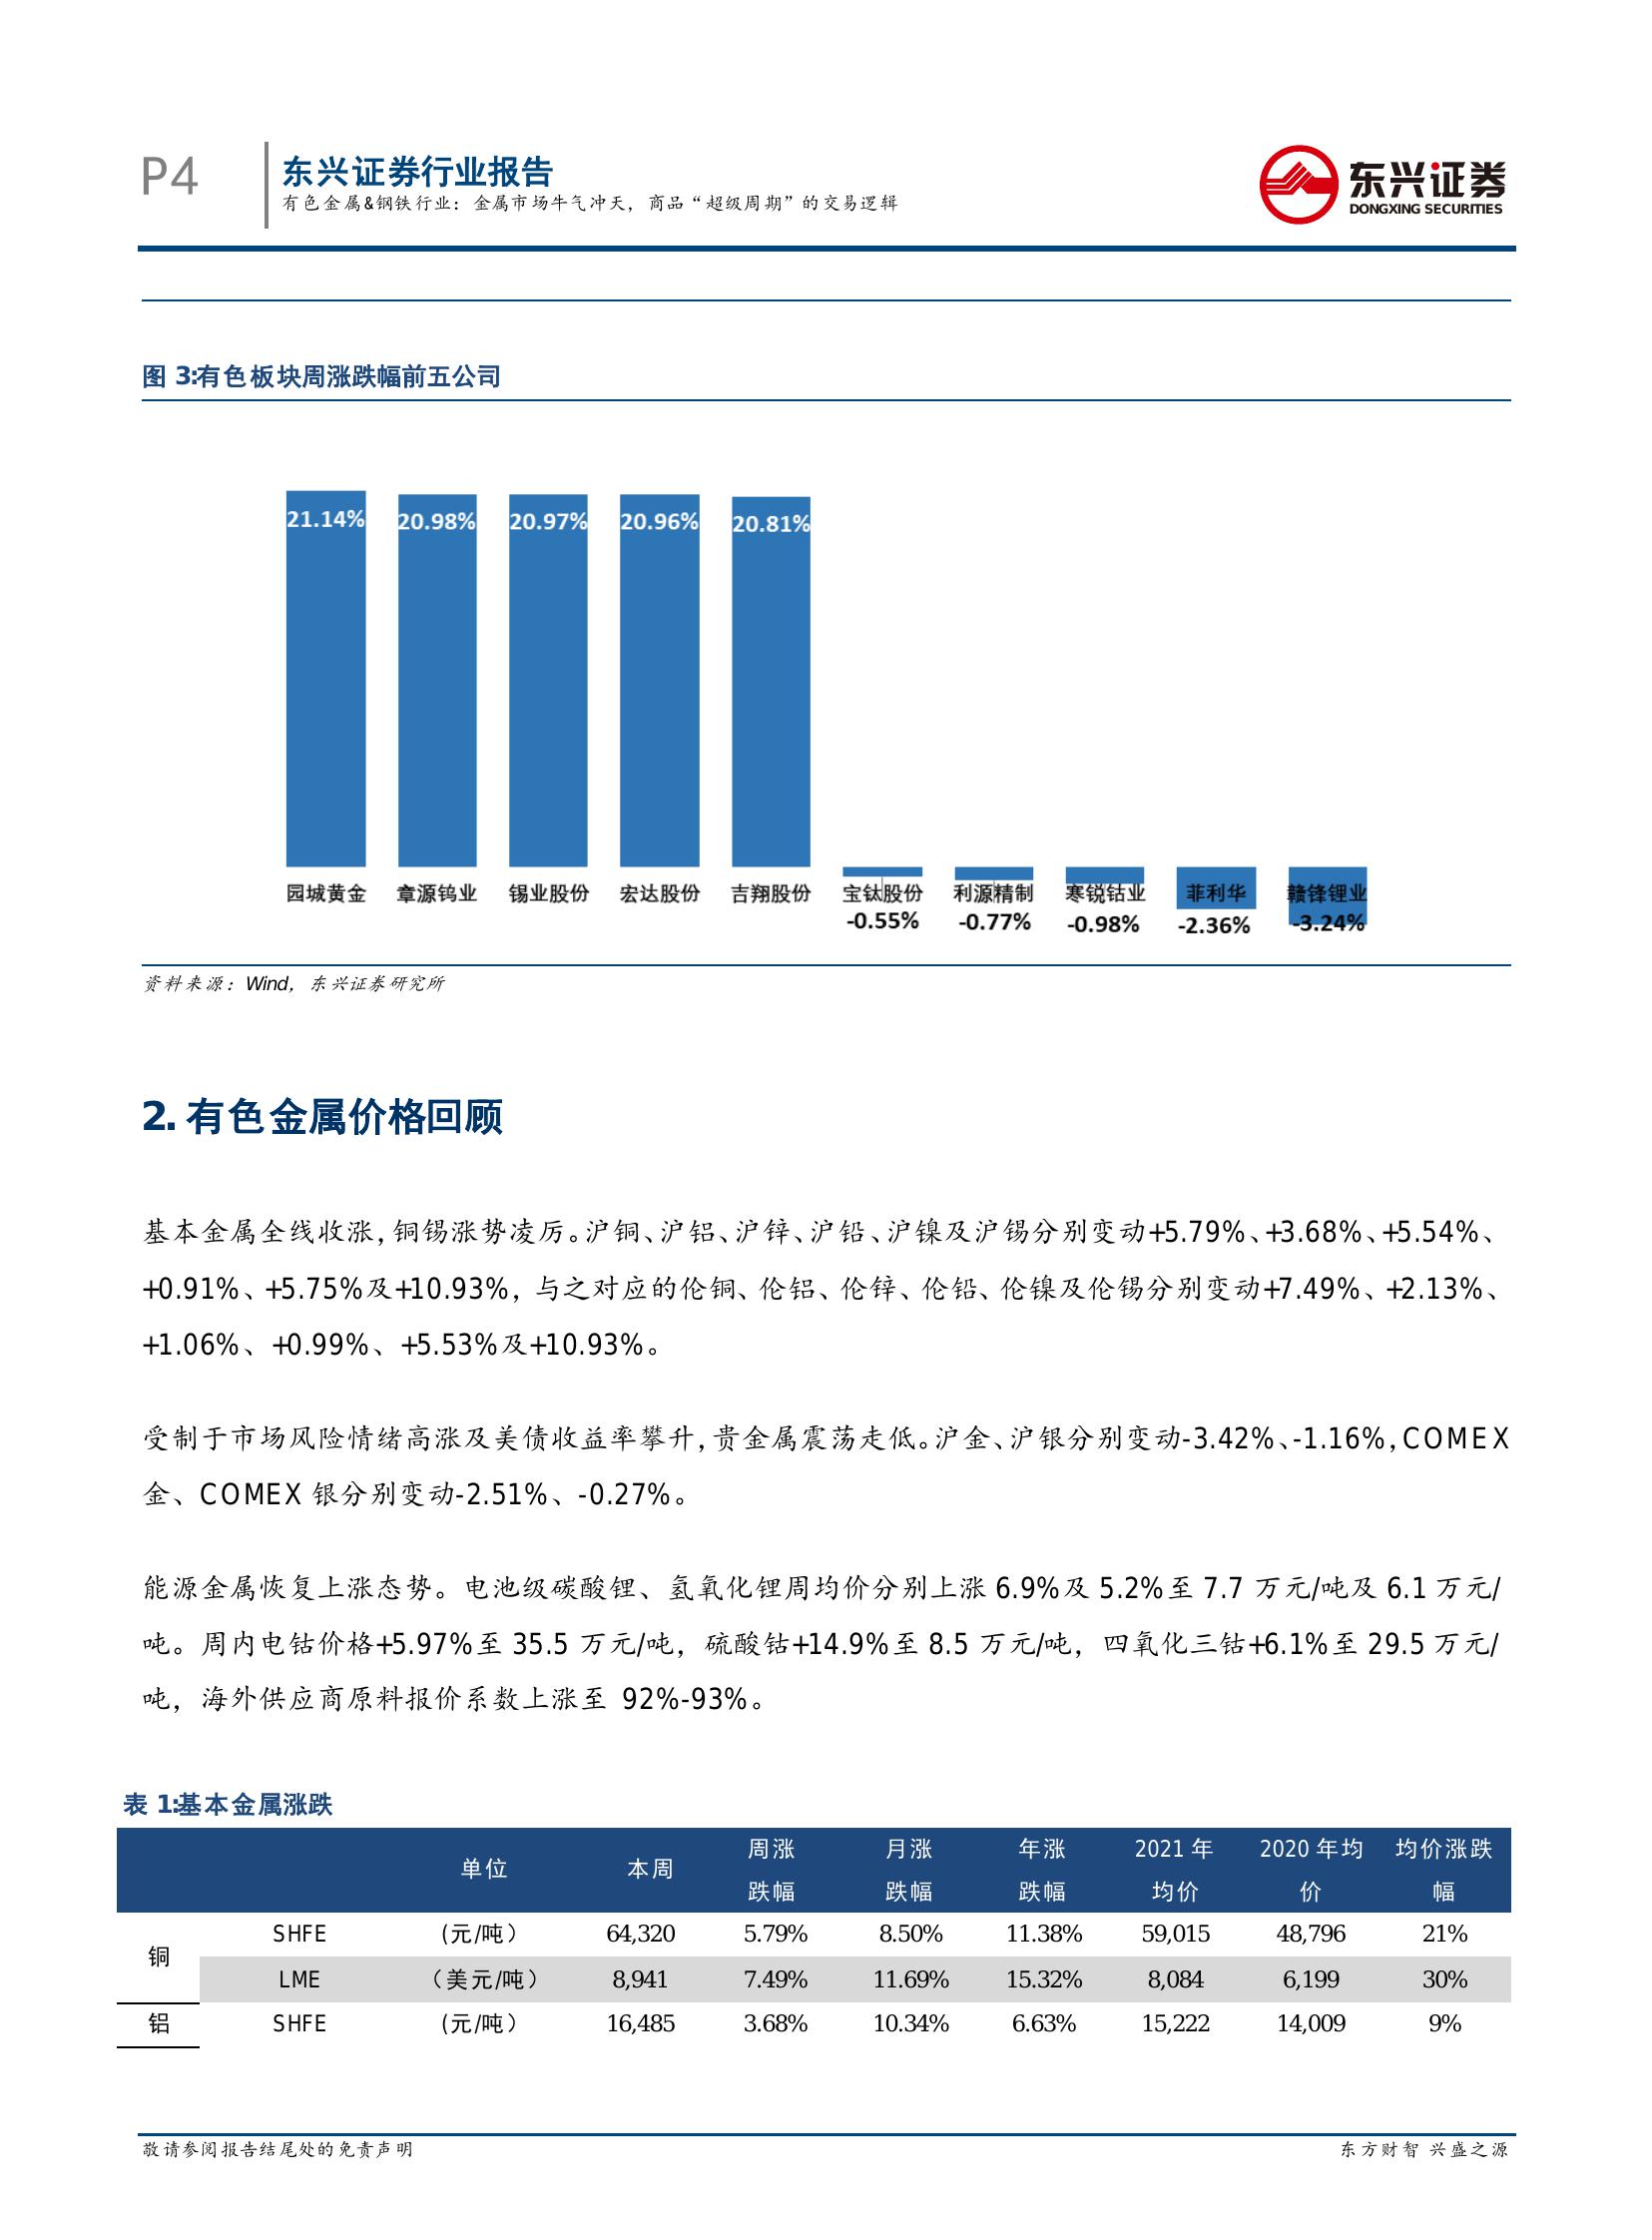 P4
东兴证券行业报告
有色金属&钢铁行业：金属市场牛气冲天，商品“超级周期”的交易逻辑
东兴证券
DONGXING SECURITIES
图 3:有色板块周涨跌幅前五公司
21.14% 20.98% 20.97% 20.96% 20.81%
园城黄金 章源钨业 锡业股份 宏达股份 吉翔股份 宝钛股份 利源精制 寒锐钴业 菲利华 赣锋锂业
-0.55% -0.77% -0.98% -2.36% -3.24%
资料来源：Wind，东兴证券研究所
2. 有色金属价格回顾
基本金属全线收涨，铜锡涨势凌厉。沪铜、沪铝、沪锌、沪铅、沪镍及沪锡分别变动+5.79%、+3.68%、+5.54%、
+0.91%、+5.75%及+10.93%，与之对应的伦铜、伦铝、伦锌、伦铅、伦镍及伦锡分别变动+7.49%、+2.13%、
+1.06%、+0.99%、+5.53%及+10.93%。
受制于市场风险情绪高涨及美债收益率攀升，贵金属震荡走低。沪金、沪银分别变动-3.42%、-1.16%，COMEX
金、COMEX 银分别变动-2.51%、-0.27%。
能源金属恢复上涨态势。电池级碳酸锂、氢氧化锂周均价分别上涨 6.9%及 5.2%至 7.7 万元/吨及 6.1 万元/
吨。周内电钴价格+5.97%至 35.5 万元/吨，硫酸钴+14.9%至 8.5 万元/吨，四氧化三钴+6.1%至 29.5 万元/
吨，海外供应商原料报价系数上涨至 92%-93%。
表 1:基本金属涨跌
单位 本周 周涨跌幅 月涨跌幅 年涨跌幅 2021 年均价 2020 年均价 均价涨跌幅
铜 SHFE (元/吨） 64,320 5.79% 8.50% 11.38% 59,015 48,796 21%
LME （美元/吨） 8,941 7.49% 11.69% 15.32% 8,084 6,199 30%
铝 SHFE (元/吨） 16,485 3.68% 10.34% 6.63% 15,222 14,009 9%
敬请参阅报告结尾处的免责声明
东方财智 兴盛之源